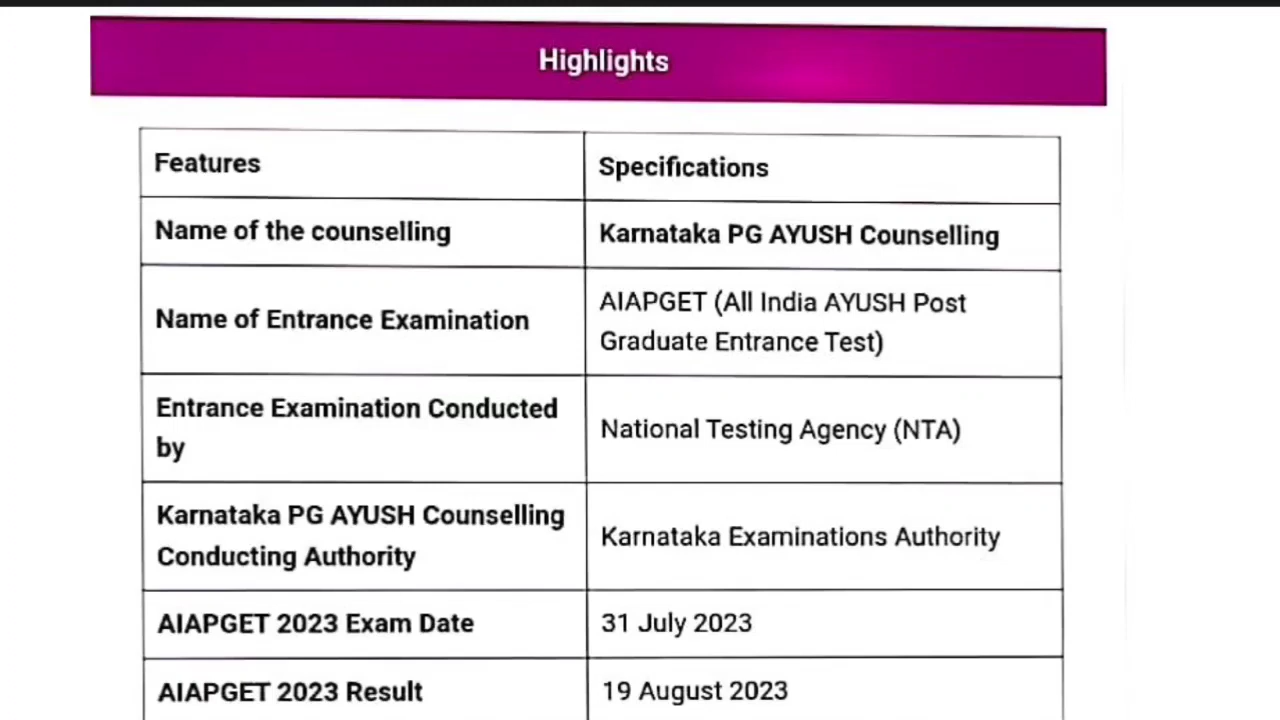 Highlights
Features
Specifications
Name of the counselling
Karnataka PG AYUSH Counselling
Name of Entrance Examination
AIAPGET (All India AYUSH Post
Graduate Entrance Test)
Entrance Examination Conducted
by
National Testing Agency (NTA)
Karnataka PG AYUSH Counselling
Conducting Authority
Karnataka Examinations Authority
AIAPGET 2023 Exam Date
31 July 2023
AIAPGET 2023 Result
19 August 2023